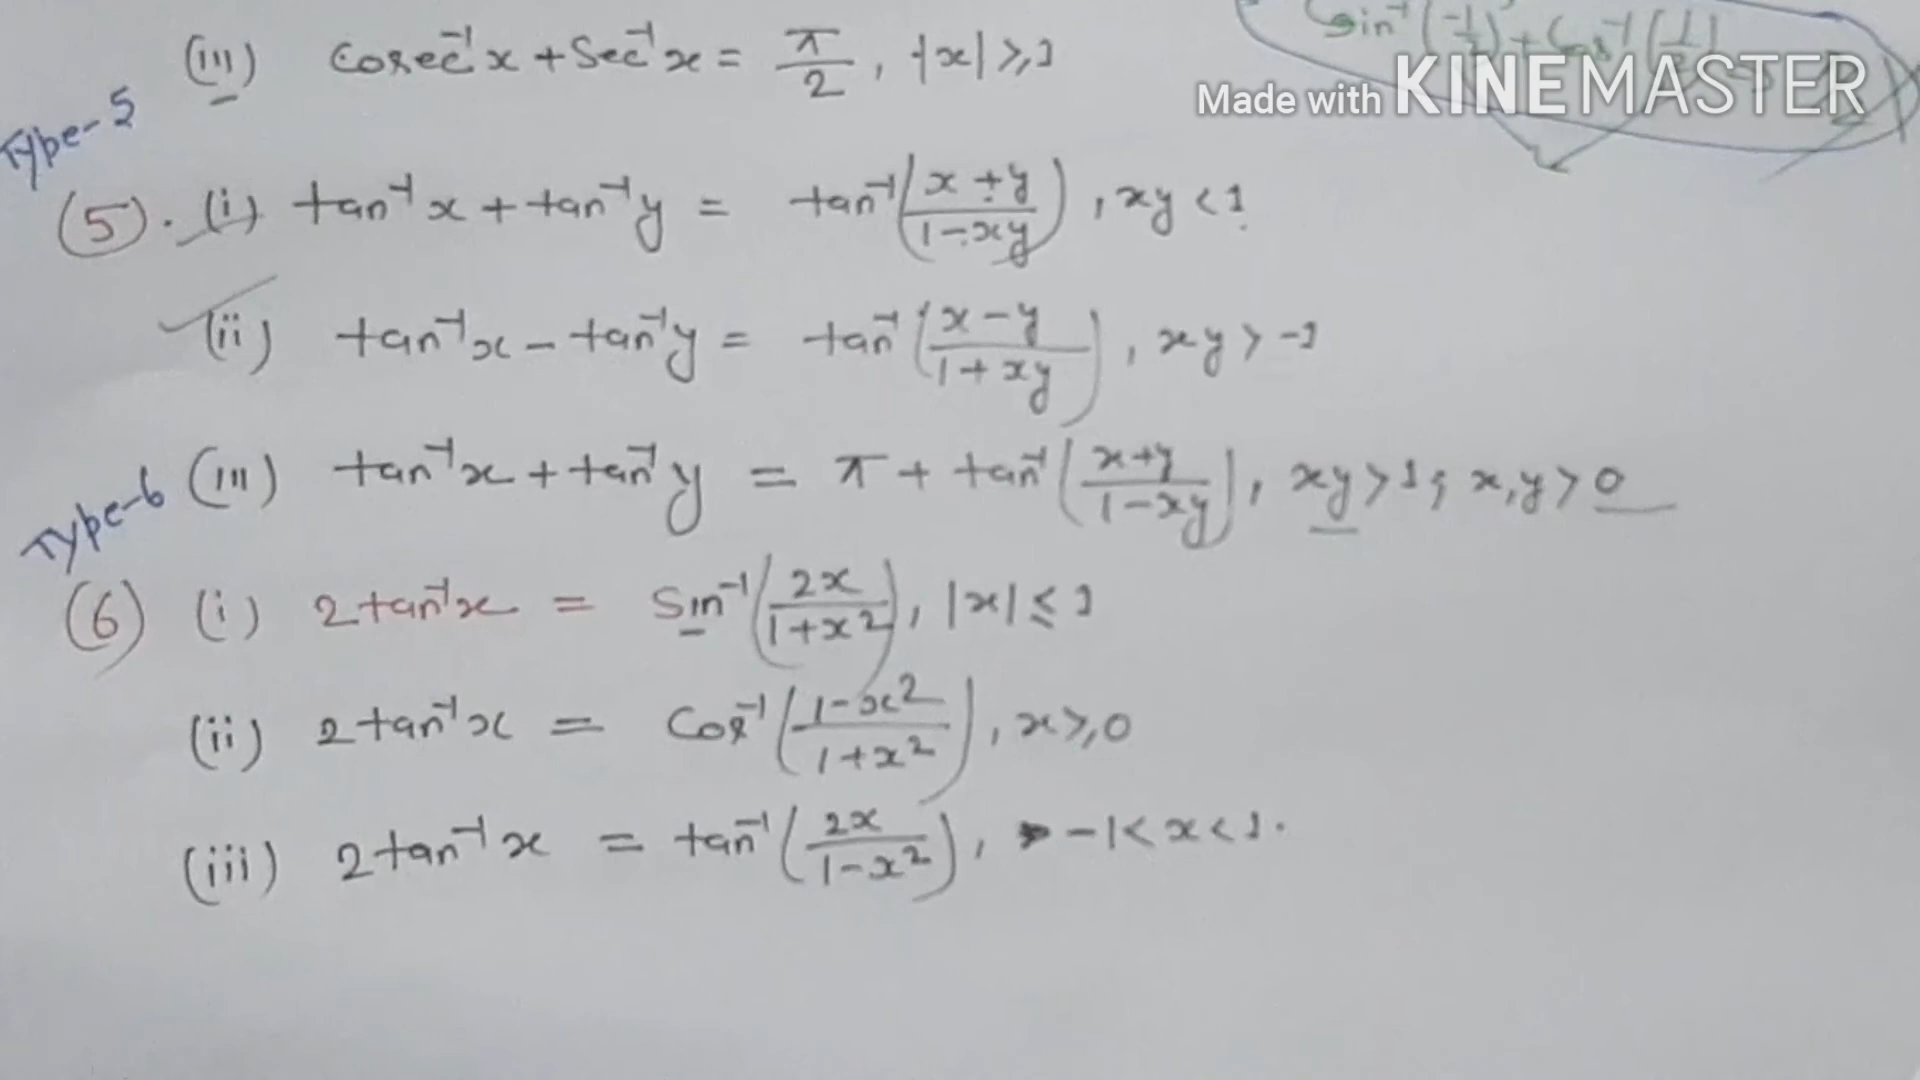 (iii) Cosec⁻¹x + Sec⁻¹x = π/2, |x| ≥ 1
Sin⁻¹(-1/
Made with KINEMASTER
Type-5
(5). (i) tan⁻¹x + tan⁻¹y = tan⁻¹((x+y)/(1-xy)), xy < 1
(ii) tan⁻¹x - tan⁻¹y = tan⁻¹((x-y)/(1+xy)), xy > -1
(iii) tan⁻¹x + tan⁻¹y = π + tan⁻¹((x+y)/(1-xy)), xy > 1; x,y > 0
Type-6
(6) (i) 2tan⁻¹x = Sin⁻¹(2x/(1+x²)), |x| ≤ 1
(ii) 2tan⁻¹x = Cos⁻¹((1-x²)/(1+x²)), x ≥ 0
(iii) 2tan⁻¹x = tan⁻¹(2x/(1-x²)), -1 < x < 1.